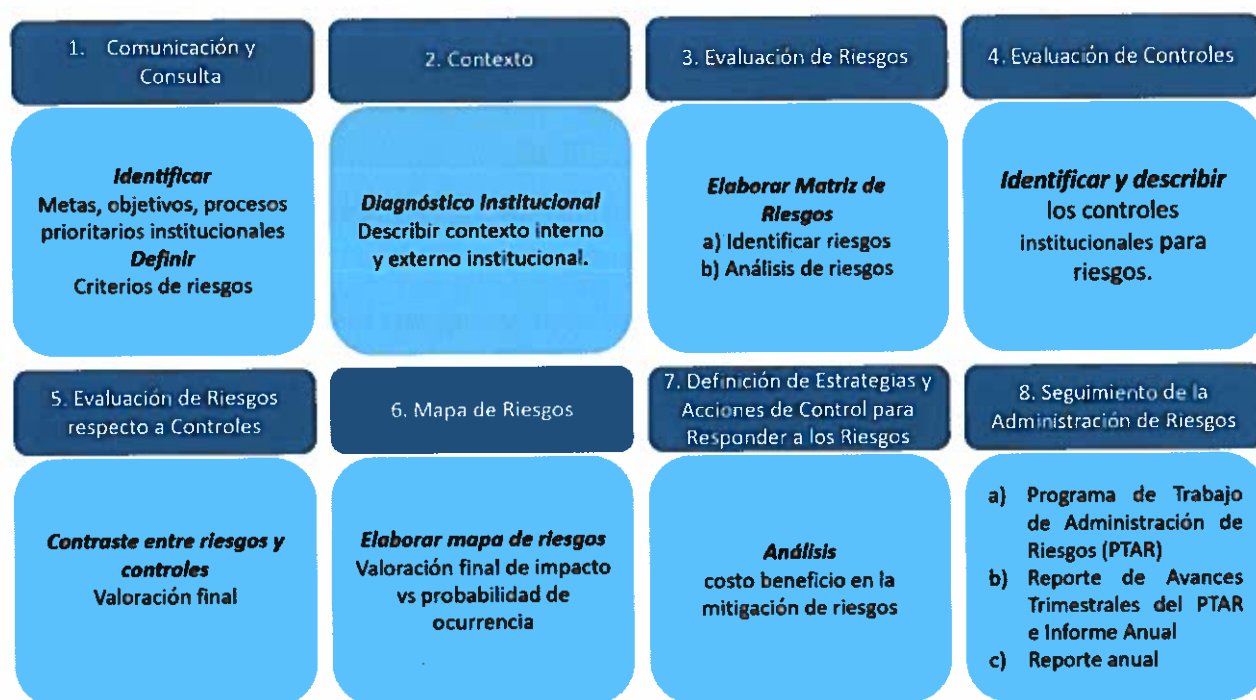 1. Comunicación y
Consulta
Identificar
Metas, objetivos, procesos
prioritarios institucionales
Definir
Criterios de riesgos
2. Contexto
Diagnóstico Institucional
Describir contexto interno
y externo institucional.
3. Evaluación de Riesgos
Elaborar Matriz de
Riesgos
a) Identificar riesgos
b) Análisis de riesgos
4. Evaluación de Controles
Identificar y describir
los controles
institucionales para
riesgos.
5. Evaluación de Riesgos
respecto a Controles
Contraste entre riesgos y
controles
Valoración final
6. Mapa de Riesgos
Elaborar mapa de riesgos
Valoración final de impacto
vs probabilidad de
ocurrencia
7. Definición de Estrategias y
Acciones de Control para
Responder a los Riesgos
Análisis
costo beneficio en la
mitigación de riesgos
8. Seguimiento de la
Administración de Riesgos
a) Programa de Trabajo
de Administración de
Riesgos (PTAR)
b) Reporte de Avances
Trimestrales del PTAR
e Informe Anual
c) Reporte anual